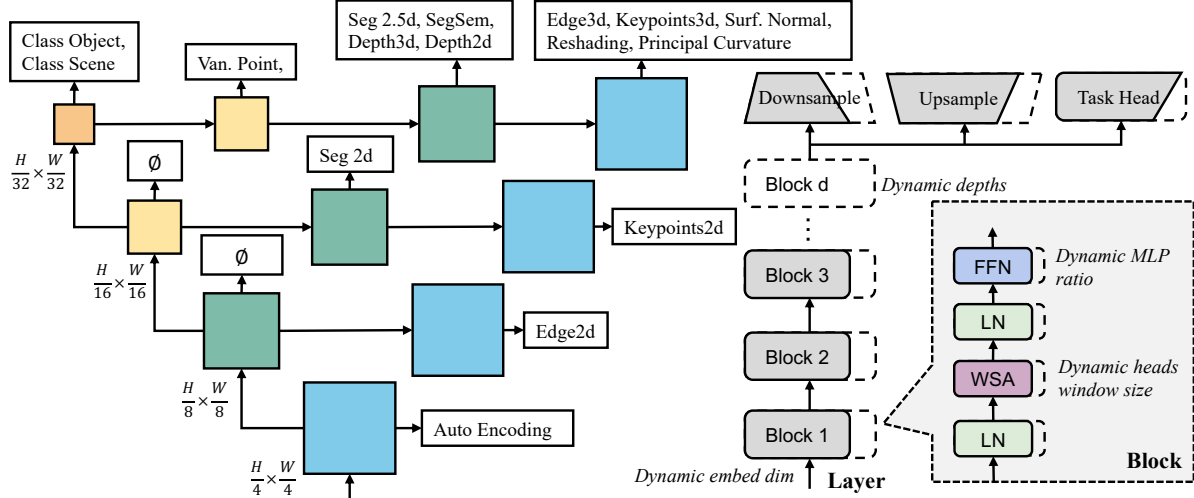 Class Object,
Class Scene
Van. Point,
Seg 2.5d, SegSem,
Depth3d, Depth2d
Edge3d, Keypoints3d, Surf. Normal,
Reshading, Principal Curvature
H/32 × W/32
∅
Seg 2d
Keypoints2d
H/16 × W/16
∅
Edge2d
H/8 × W/8
Auto Encoding
H/4 × W/4
Downsample
Upsample
Task Head
Block d
Dynamic depths
Block 3
Block 2
Block 1
Dynamic embed dim
Layer
FFN
Dynamic MLP
ratio
LN
WSA
Dynamic heads
window size
LN
Block